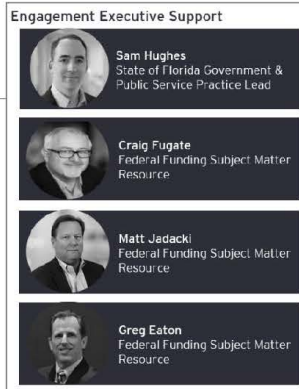 Engagement Executive Support
Sam Hughes
State of Florida Government &
Public Service Practice Lead
Craig Fugate
Federal Funding Subject Matter
Resource
Matt Jadacki
Federal Funding Subject Matter
Resource
Greg Eaton
Federal Funding Subject Matter
Resource